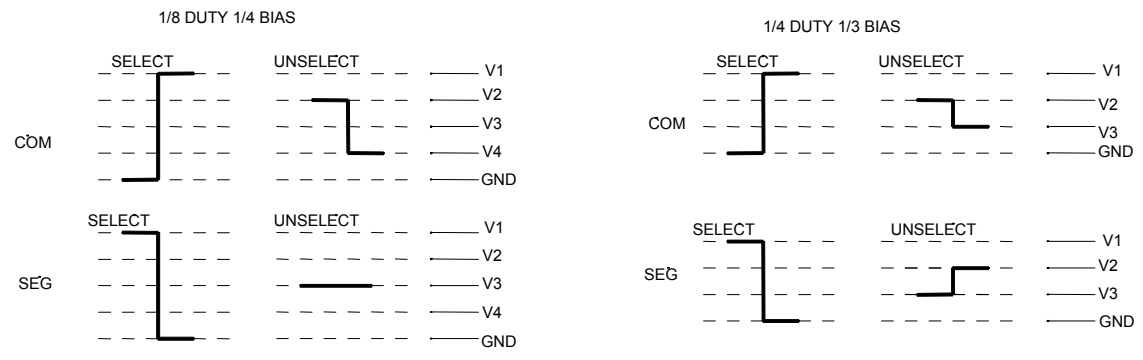 1/8 DUTY 1/4 BIAS
SELECT UNSELECT
V1
V2
V3
V4
GND
COM
SELECT UNSELECT
V1
V2
V3
V4
GND
SEG
1/4 DUTY 1/3 BIAS
SELECT UNSELECT
V1
V2
V3
GND
COM
SELECT UNSELECT
V1
V2
V3
GND
SEG